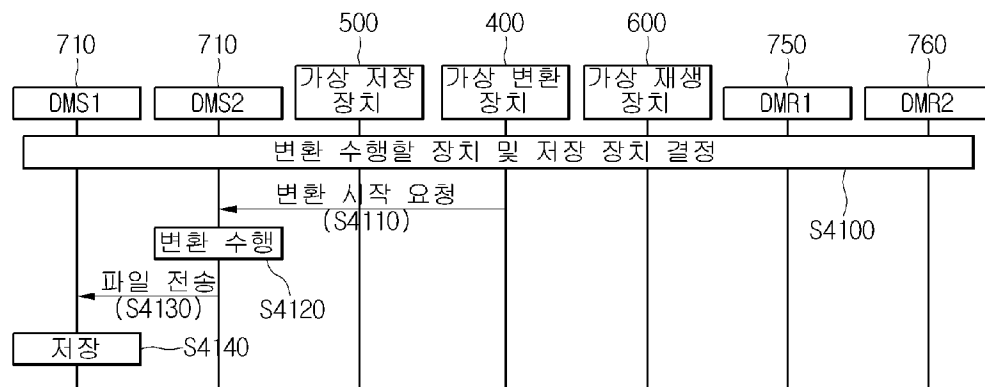 710
710
500
400
600
750
760
DMS1
DMS2
가상 저장
장치
가상 변환
장치
가상 재생
장치
DMR1
DMR2
변환 수행할 장치 및 저장 장치 결정
S4100
변환 시작 요청
(S4110)
변환 수행
S4120
파일 전송
(S4130)
저장
S4140